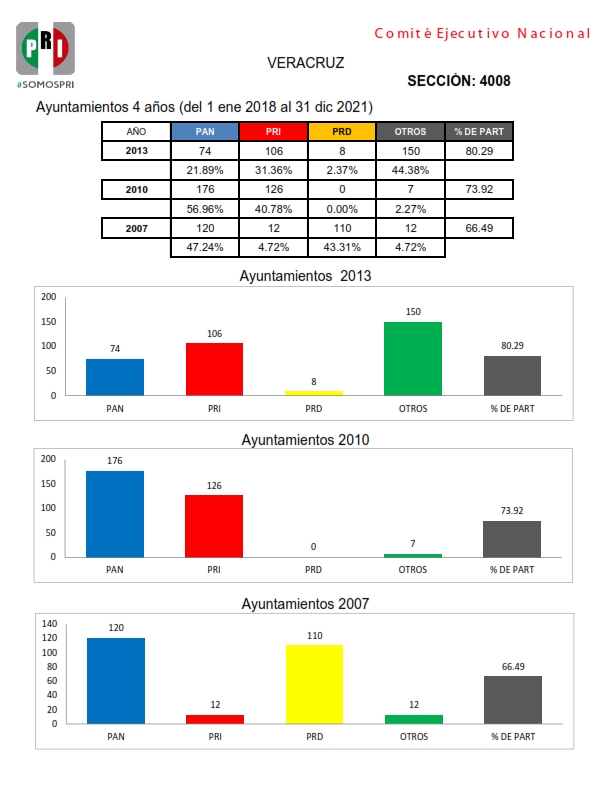 Comité Ejecutivo Nacional
PRI
#SOMOSPRI
VERACRUZ
SECCIÓN: 4008
Ayuntamientos 4 años (del 1 ene 2018 al 31 dic 2021)
AÑO PAN PRI PRD OTROS % DE PART
2013 74 106 8 150 80.29
21.89% 31.36% 2.37% 44.38%
2010 176 126 0 7 73.92
56.96% 40.78% 0.00% 2.27%
2007 120 12 110 12 66.49
47.24% 4.72% 43.31% 4.72%
Ayuntamientos 2013
200
150
100
50
0
74 106 8 150 80.29
PAN PRI PRD OTROS % DE PART
Ayuntamientos 2010
200
150
100
50
0
176 126 0 7 73.92
PAN PRI PRD OTROS % DE PART
Ayuntamientos 2007
140
120
100
80
60
40
20
0
120 12 110 12 66.49
PAN PRI PRD OTROS % DE PART